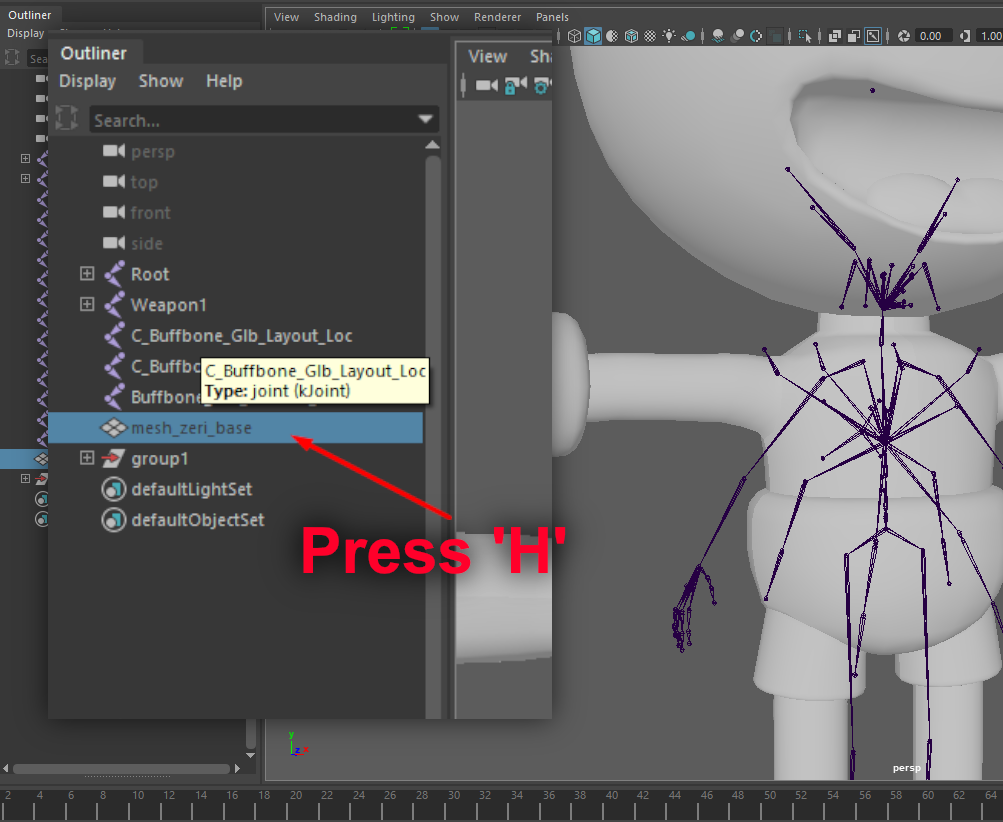 Outliner
Display
View Shading Lighting Show Renderer Panels
0.00
1.00
Sea
Outliner
Display Show Help
Search...
View Sh
persp
top
front
side
Root
Weapon1
C_Buffbone_Glb_Layout_Loc
C_Buffbo
C_Buffbone_Glb_Layout_Loc
Type: joint (kJoint)
Buffbone
mesh_zeri_base
group1
defaultLightSet
defaultObjectSet
Press 'H'
y
z x
persp
2 4 6 8 10 12 14 16 18 20 22 24 26 28 30 32 34 36 38 40 42 44 46 48 50 52 54 56 58 60 62 64